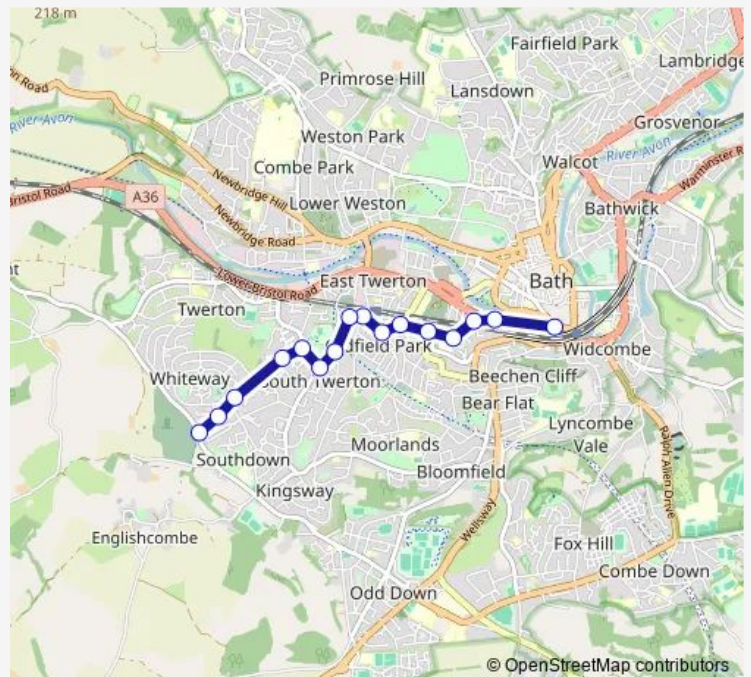 218 m
Fairfield Park
Lambridge
Primrose Hill
Lansdown
on Road
Grosvenor
River Avon
Weston Park
River Avon
Walcot
Combe Park
Warminster R
Newbridge Hill
A36
Bristol Road
Lower Weston
Bathwick
Newbridge Road
Lower Bristol Road
East Twerton
Bath
Twerton
dfield Park
Widcombe
Whiteway
South Twerton
Beechen Cliff
Bear Flat
Lyncombe
Vale
Moorlands
Southdown
Bloomfield
Ralph Allen Drive
Kingsway
Wellsway
Englishcombe
Fox Hill
Combe Down
Odd Down
© OpenStreetMap contributors